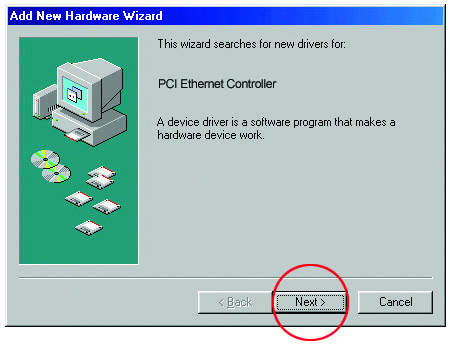 Add New Hardware Wizard
This wizard searches for new drivers for:
PCI Ethernet Controller
A device driver is a software program that makes a
hardware device work.
< Back
Next >
Cancel